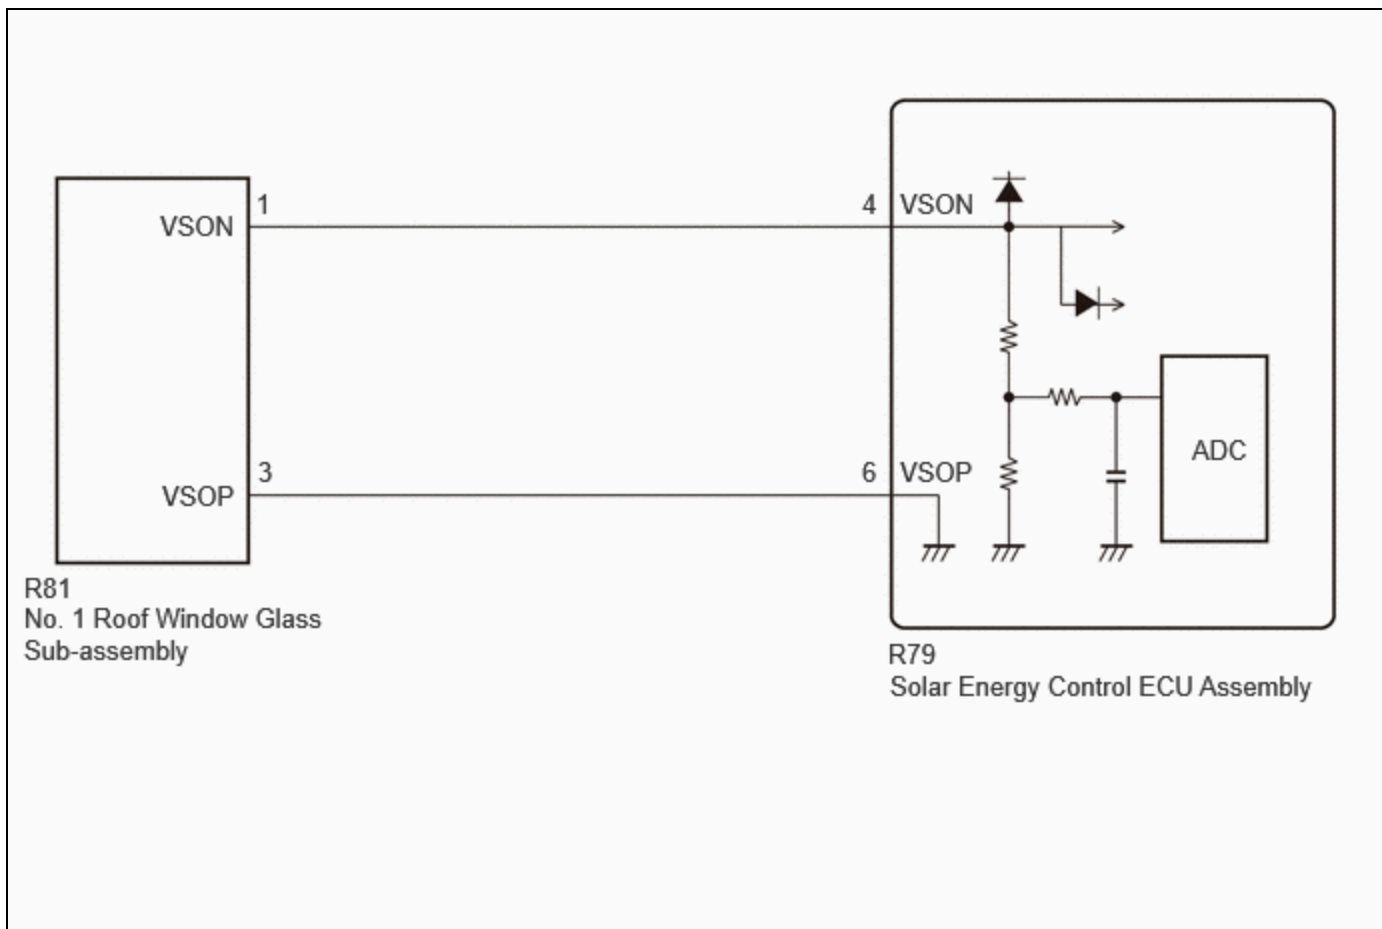 1
4
VSON
VSON
ADC
3
6
VSOP
VSOP
R81
No. 1 Roof Window Glass
Sub-assembly
R79
Solar Energy Control ECU Assembly